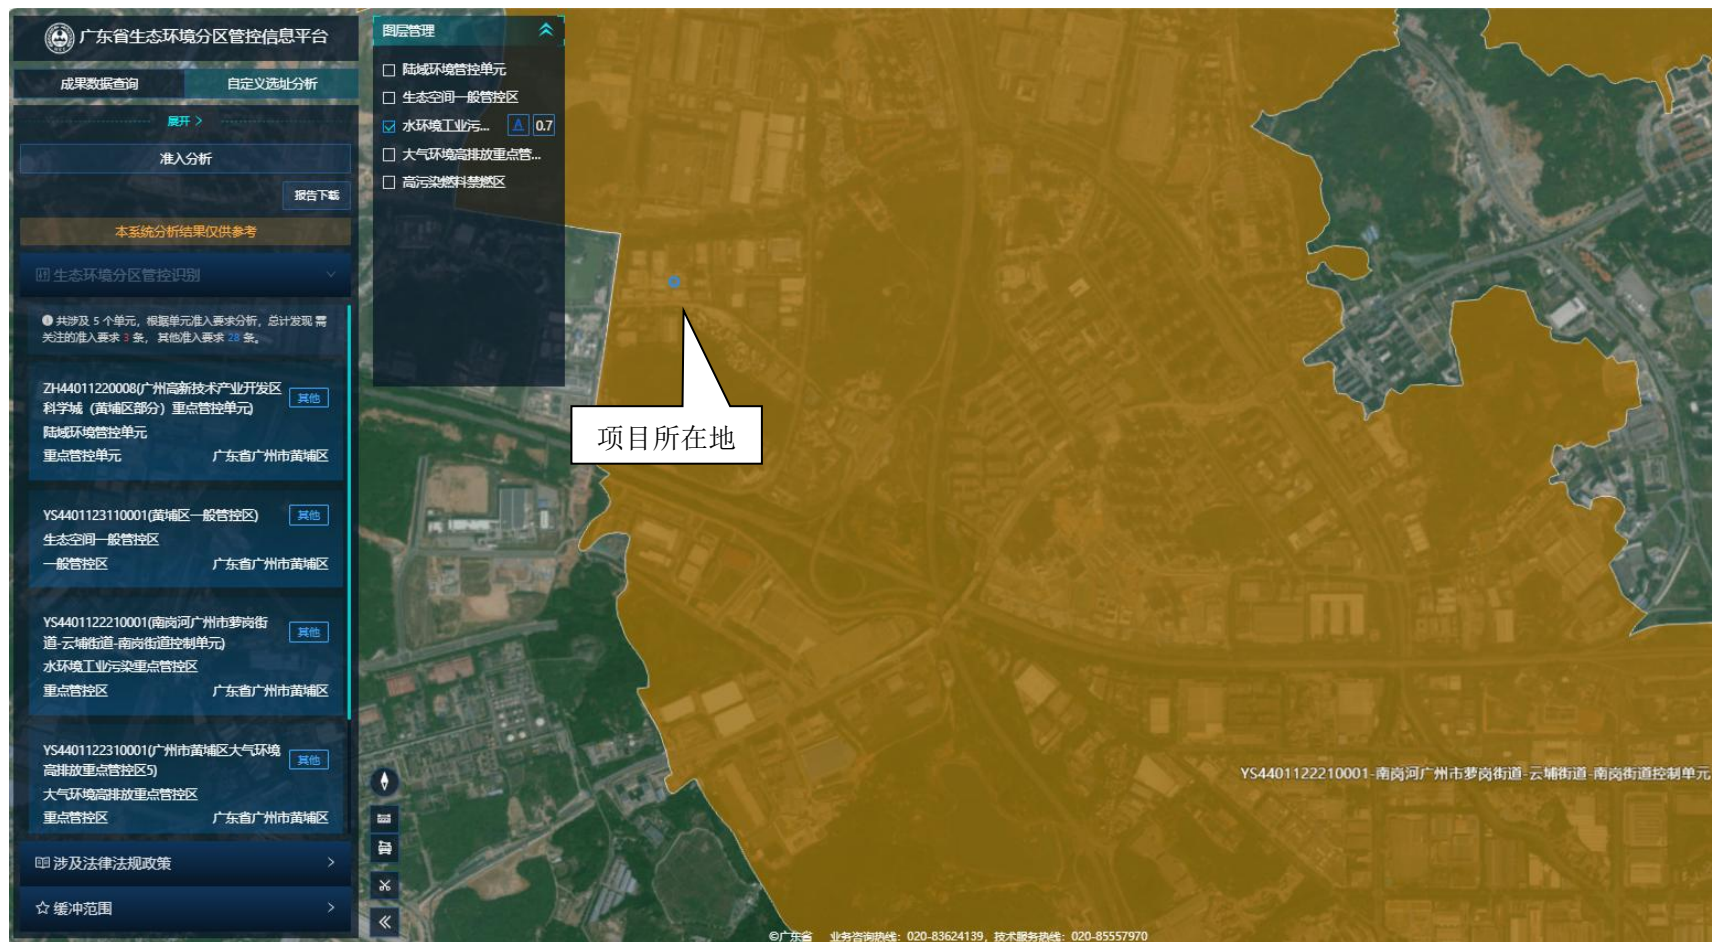 广东省生态环境分区管控信息平台
成果数据查询
自定义选址分析
展开 >
准入分析
报告下载
本系统分析结果仅供参考
生态环境分区管控识别
共涉及 5 个单元，根据单元准入要求分析，总计发现 需
关注的准入要求 3 条，其他准入要求 28 条。
ZH44011220008(广州高新技术产业开发区
科学城（黄埔区部分）重点管控单元)
其他
陆域环境管控单元
重点管控单元 广东省广州市黄埔区
YS4401123110001(黄埔区一般管控区)
其他
生态空间一般管控区
一般管控区 广东省广州市黄埔区
YS4401122210001(南岗河广州市萝岗街
道-云埔街道-南岗街道控制单元)
其他
水环境工业污染重点管控区
重点管控区 广东省广州市黄埔区
YS4401122310001(广州市黄埔区大气环境
高排放重点管控区5)
其他
大气环境高排放重点管控区
重点管控区 广东省广州市黄埔区
涉及法律法规政策
缓冲范围
图层管理
陆域环境管控单元
生态空间一般管控区
水环境工业污... A 0.7
大气环境高排放重点管...
高污染燃料禁燃区
项目所在地
YS4401122210001-南岗河广州市萝岗街道-云埔街道-南岗街道控制单元
©广东省 业务咨询热线：020-83624139，技术服务热线：020-85557970